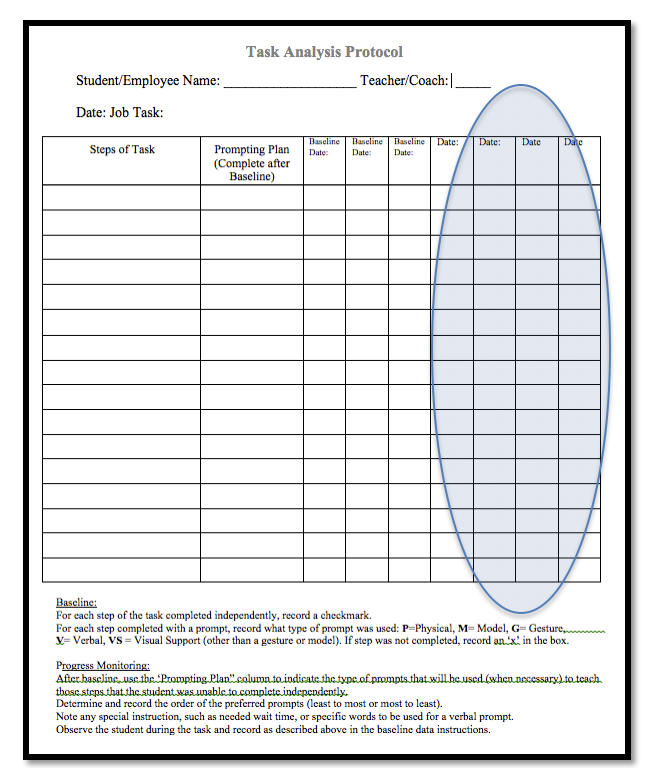 Task Analysis Protocol
Student/Employee Name: ___________________ Teacher/Coach: _____
Date: Job Task:
Steps of Task
Prompting Plan
(Complete after
Baseline)
Baseline
Date:
Baseline
Date:
Baseline
Date:
Date:
Date:
Date
Date
Baseline:
For each step of the task completed independently, record a checkmark.
For each step completed with a prompt, record what type of prompt was used: P=Physical, M= Model, G= Gesture,
V= Verbal, VS = Visual Support (other than a gesture or model). If step was not completed, record an ‘x’ in the box.
Progress Monitoring:
After baseline, use the ‘Prompting Plan” column to indicate the type of prompts that will be used (when necessary) to teach
those steps that the student was unable to complete independently.
Determine and record the order of the preferred prompts (least to most or most to least).
Note any special instruction, such as needed wait time, or specific words to be used for a verbal prompt.
Observe the student during the task and record as described above in the baseline data instructions.